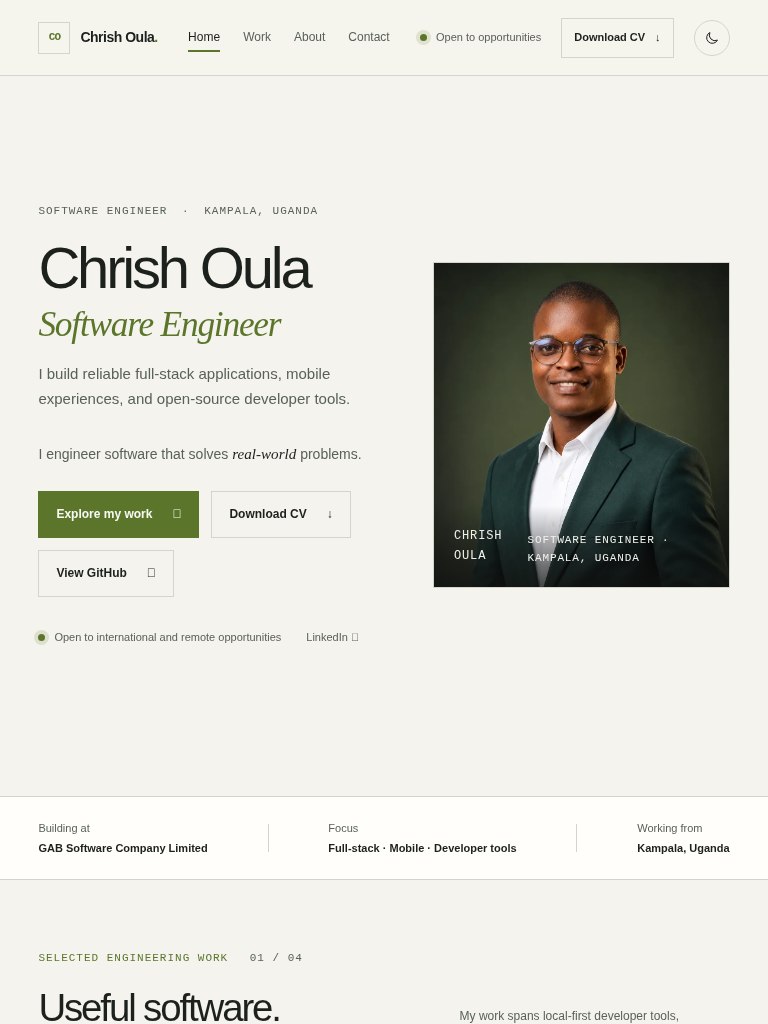 co Chrish Oula. Home Work About Contact Open to opportunities Download CV ↓
SOFTWARE ENGINEER · KAMPALA, UGANDA
Chrish Oula
Software Engineer
I build reliable full-stack applications, mobile
experiences, and open-source developer tools.
I engineer software that solves real-world problems.
Explore my work
Download CV ↓
View GitHub
Open to international and remote opportunities LinkedIn
CHRISH
OULA
SOFTWARE ENGINEER ·
KAMPALA, UGANDA
Building at
GAB Software Company Limited
Focus
Full-stack · Mobile · Developer tools
Working from
Kampala, Uganda
SELECTED ENGINEERING WORK 01 / 04
Useful software.
My work spans local-first developer tools,